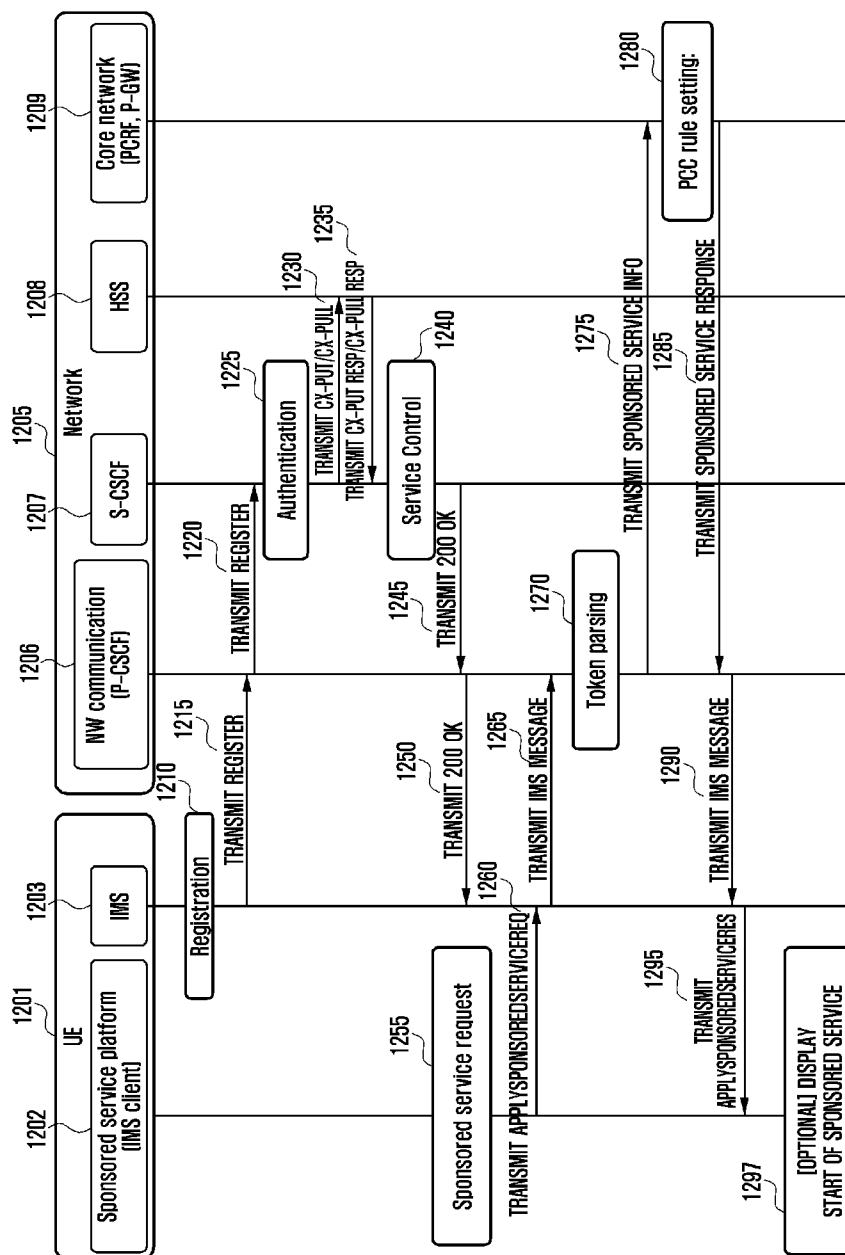 1201
UE
1202
Sponsored service platform
(IMS client)
1203
IMS
1205
Network
1206
NW communication
(P-CSCF)
1207
S-CSCF
1208
HSS
1209
Core network
(PCRF, P-GW)
1210
Registration
1215
TRANSMIT REGISTER
1220
TRANSMIT REGISTER
1225
Authentication
1230
TRANSMIT CX-PUT/CX-PULL
1235
TRANSMIT CX-PUT RESP/CX-PULL RESP
1240
Service Control
1245
TRANSMIT 200 OK
1250
TRANSMIT 200 OK
1255
Sponsored service request
1260
TRANSMIT APPLYSPONSOREDSERVICEREQ
1265
TRANSMIT IMS MESSAGE
1270
Token parsing
1275
TRANSMIT SPONSORED SERVICE INFO
1280
PCC rule setting:
1285
TRANSMIT SPONSORED SERVICE RESPONSE
1290
TRANSMIT IMS MESSAGE
1295
TRANSMIT
APPLYSPONSOREDSERVICERES
1297
[OPTIONAL] DISPLAY
START OF SPONSORED SERVICE